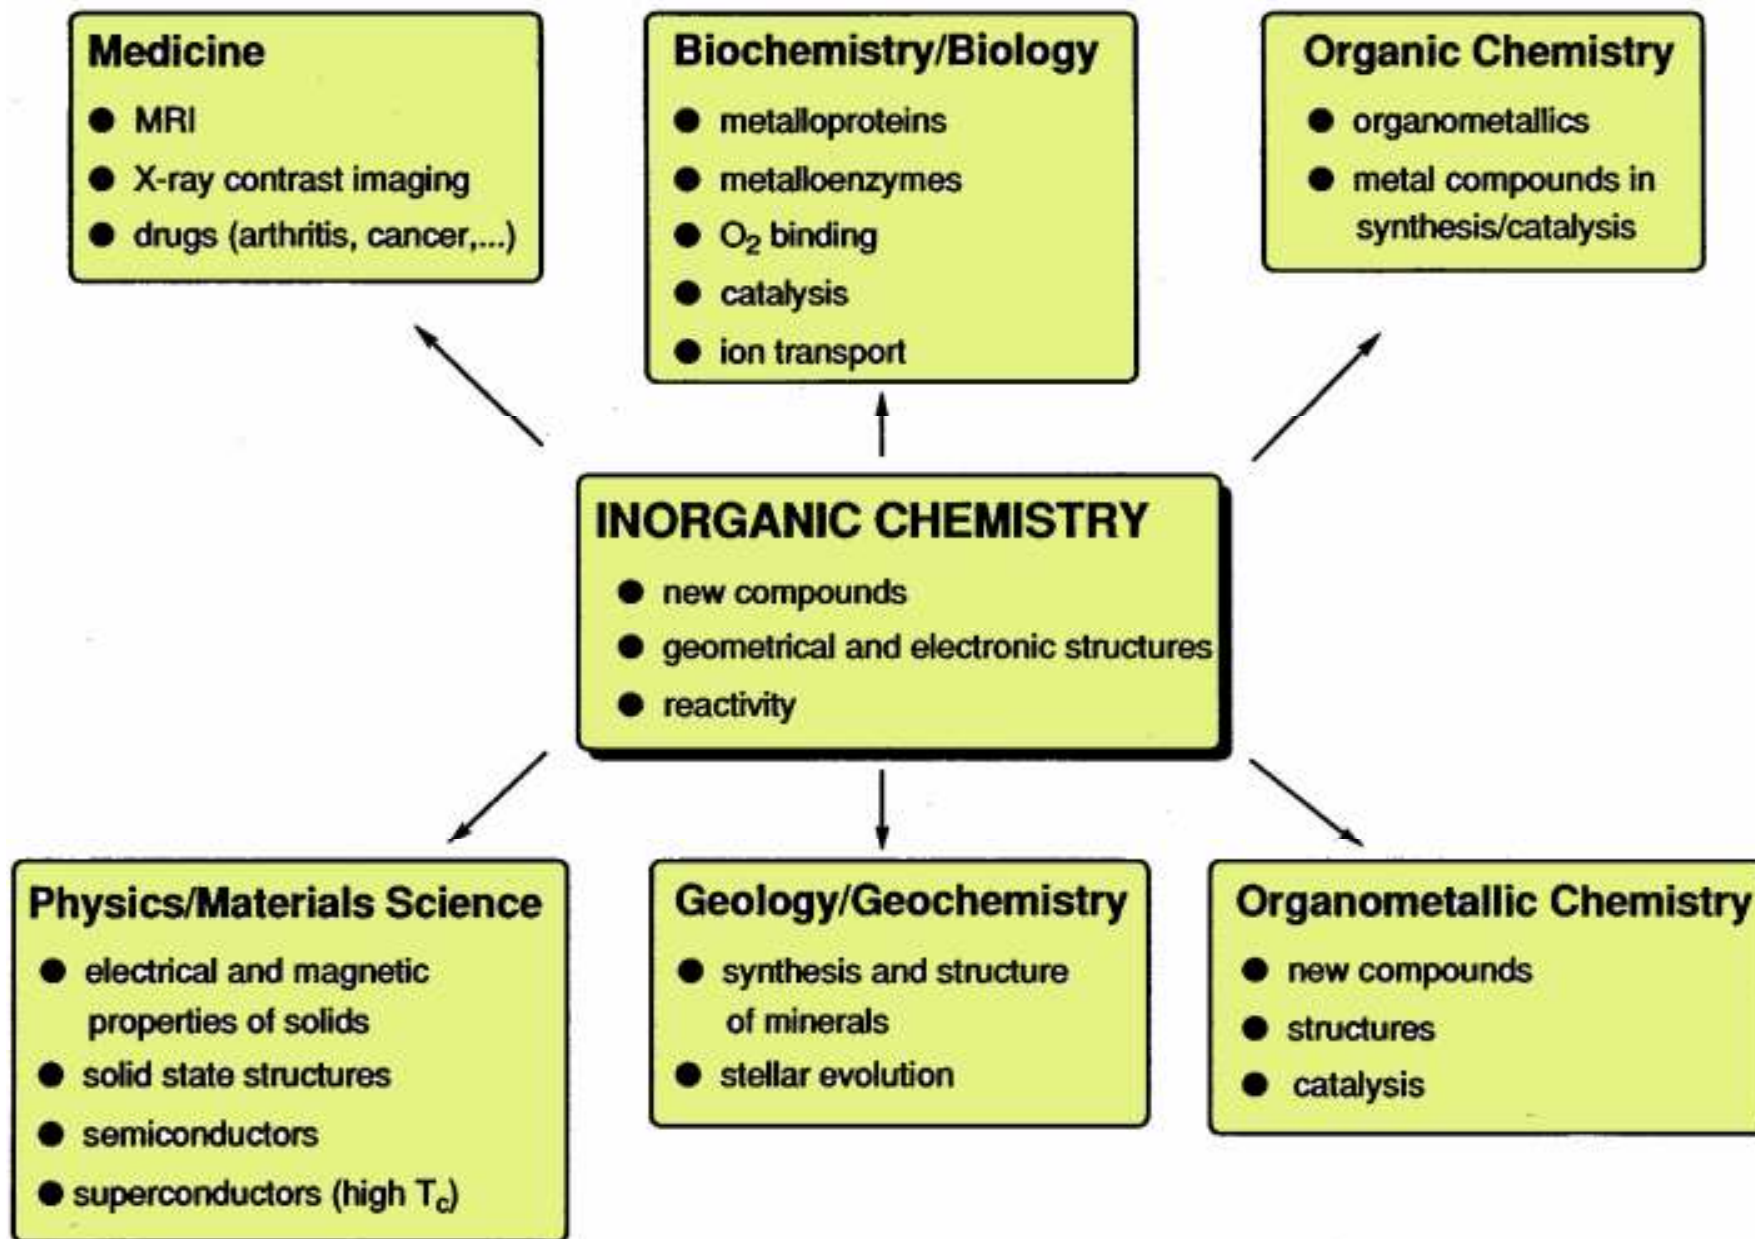 Medicine
● MRI
● X-ray contrast imaging
● drugs (arthritis, cancer,...)
Biochemistry/Biology
● metalloproteins
● metalloenzymes
● O₂ binding
● catalysis
● ion transport
Organic Chemistry
● organometallics
● metal compounds in
synthesis/catalysis
INORGANIC CHEMISTRY
● new compounds
● geometrical and electronic structures
● reactivity
Physics/Materials Science
● electrical and magnetic
properties of solids
● solid state structures
● semiconductors
● superconductors (high T₋c)
Geology/Geochemistry
● synthesis and structure
of minerals
● stellar evolution
Organometallic Chemistry
● new compounds
● structures
● catalysis